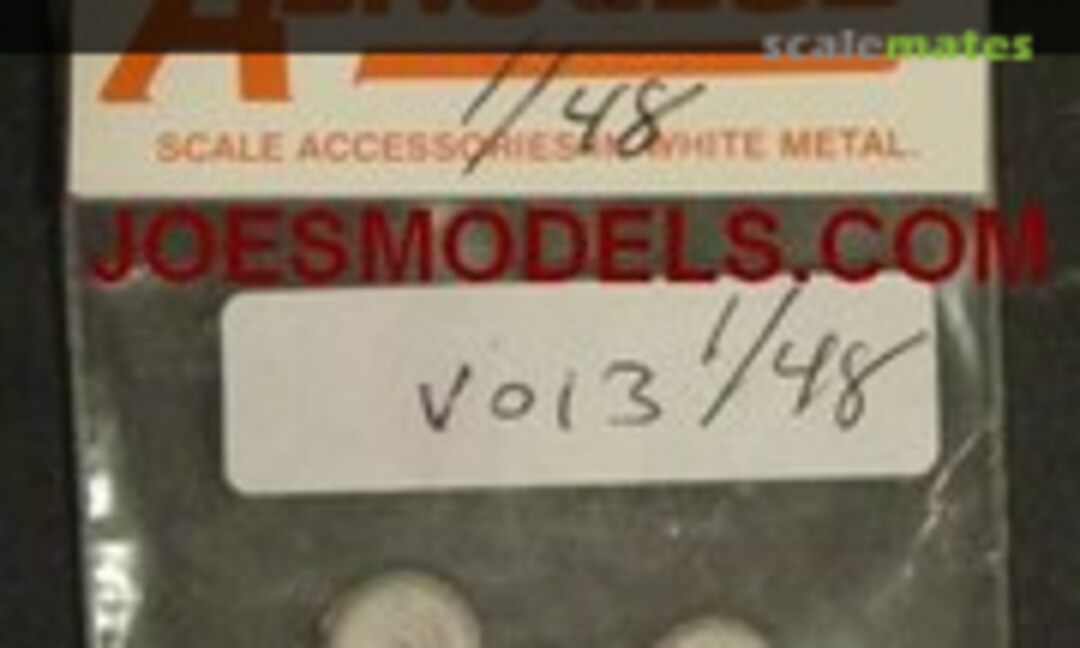 scalemates
1/48
SCALE ACCESSORIES IN WHITE METAL.
JOESMODELS.COM
V013 1/48